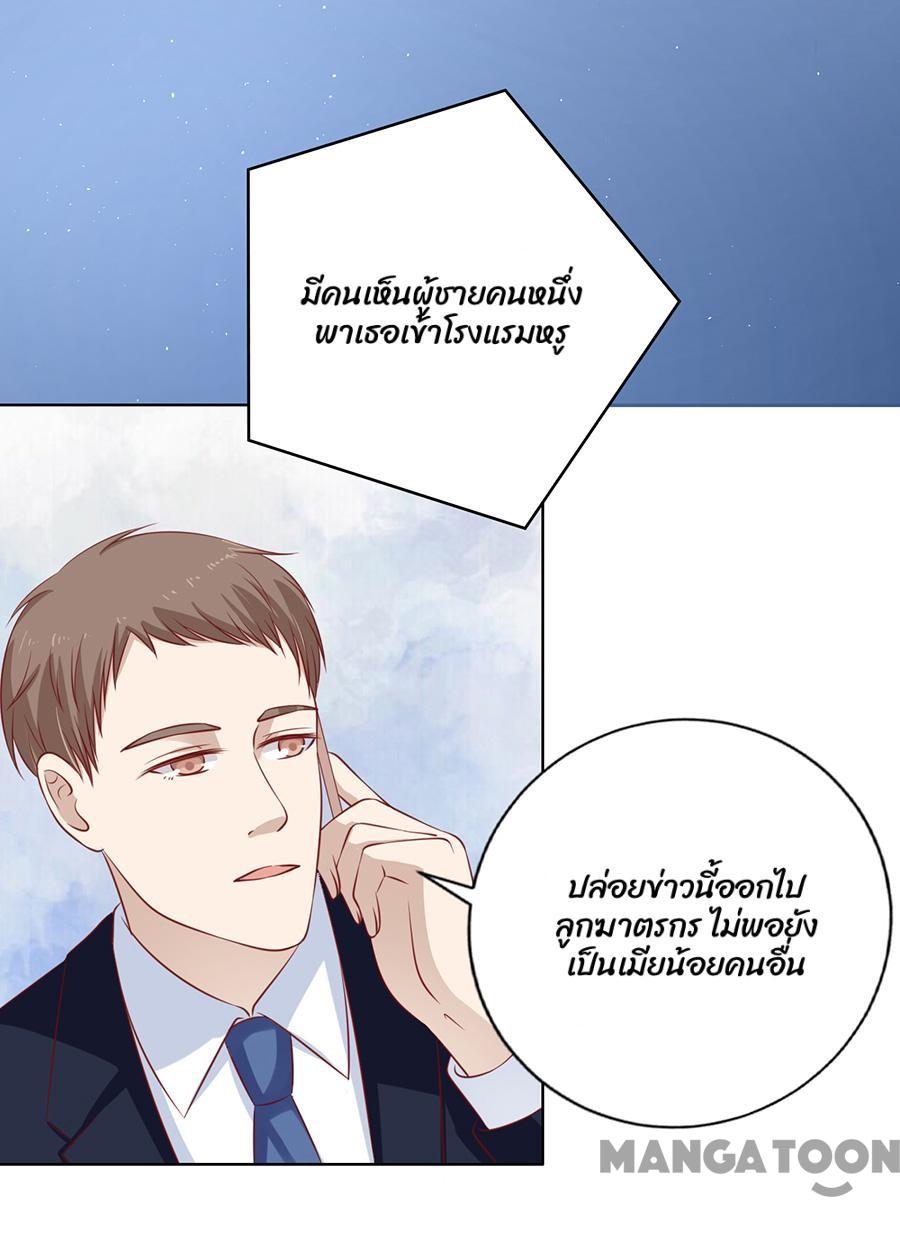 มีคนเห็นผู้ชายคนหนึ่ง
พาเธอเข้าโรงแรมหรู
ปล่อยข่าวนี้ออกไป
ลูกฆาตรกร ไม่พอยัง
เป็นเมียน้อยคนอื่น
MANGATOON